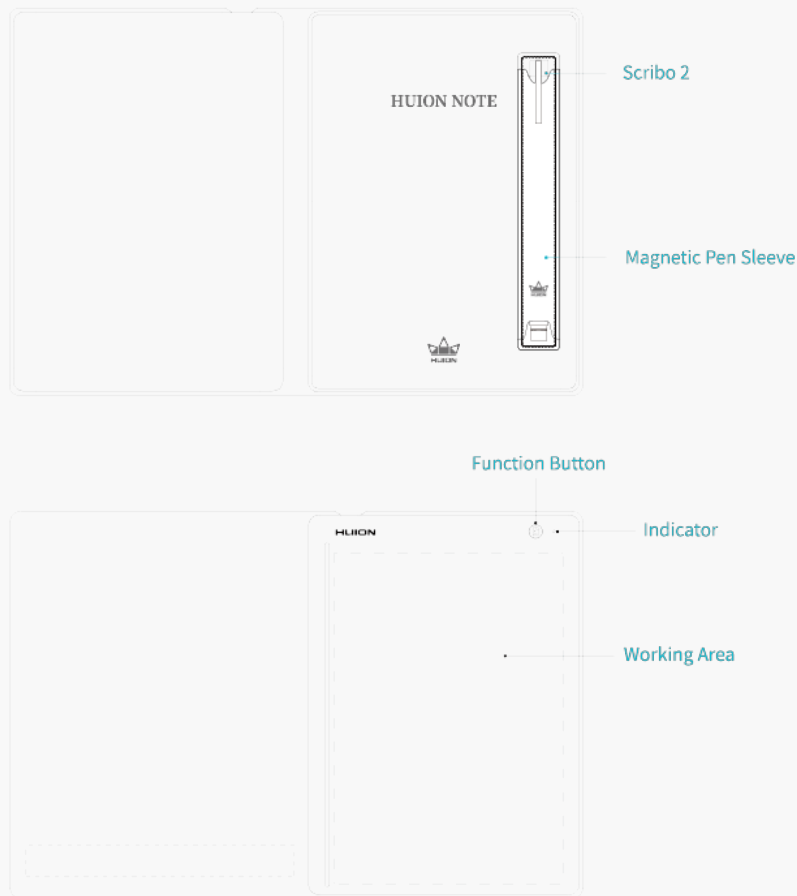 Scribo 2
HUION NOTE
Magnetic Pen Sleeve
HUION
Function Button
HUION
Indicator
Working Area